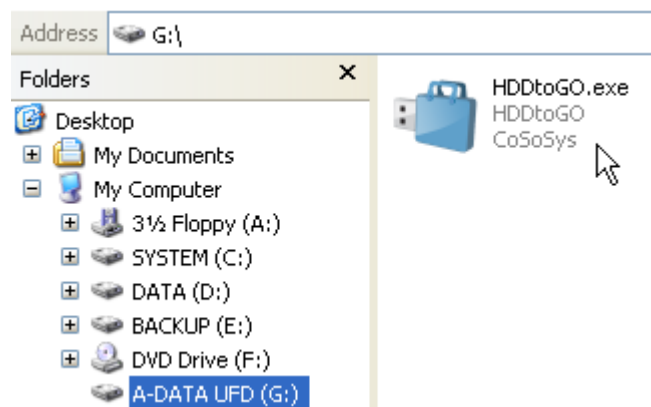 Address G:\
Folders
Desktop
My Documents
My Computer
3½ Floppy (A:)
SYSTEM (C:)
DATA (D:)
BACKUP (E:)
DVD Drive (F:)
A-DATA UFD (G:)
HDDtoGO.exe
HDDtoGO
CoSoSys